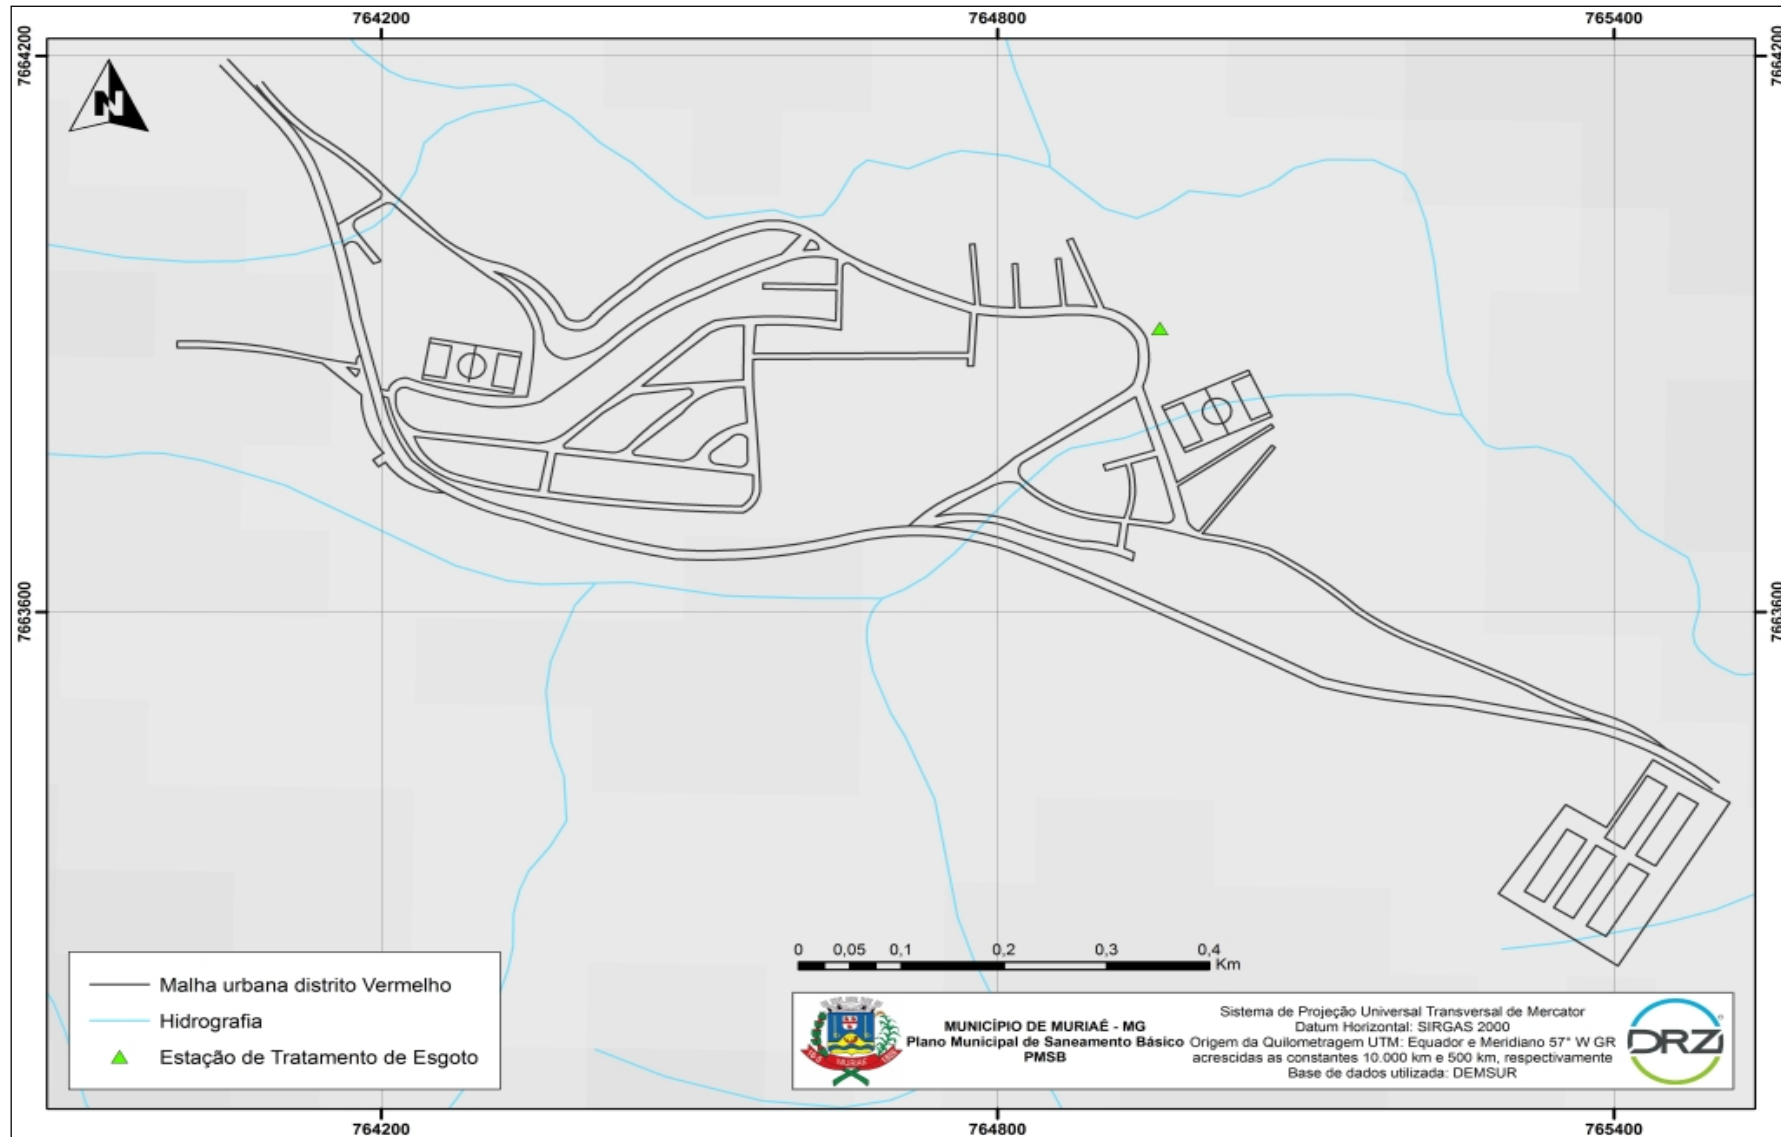 764200
764800
765400
7664200
7664200
N
7663600
7663600
0
0,05
0,1
0,2
0,3
0,4
Km
Malha urbana distrito Vermelho
Hidrografia
Estação de Tratamento de Esgoto
MUNICÍPIO DE MURIAÉ - MG
Plano Municipal de Saneamento Básico
PMSB
MURIAÉ
Sistema de Projeção Universal Transversal de Mercator
Datum Horizontal: SIRGAS 2000
Origem da Quilometragem UTM: Equador e Meridiano 57° W GR
acrescidas as constantes 10.000 km e 500 km, respectivamente
Base de dados utilizada: DEMSUR
DRZ
764200
764800
765400